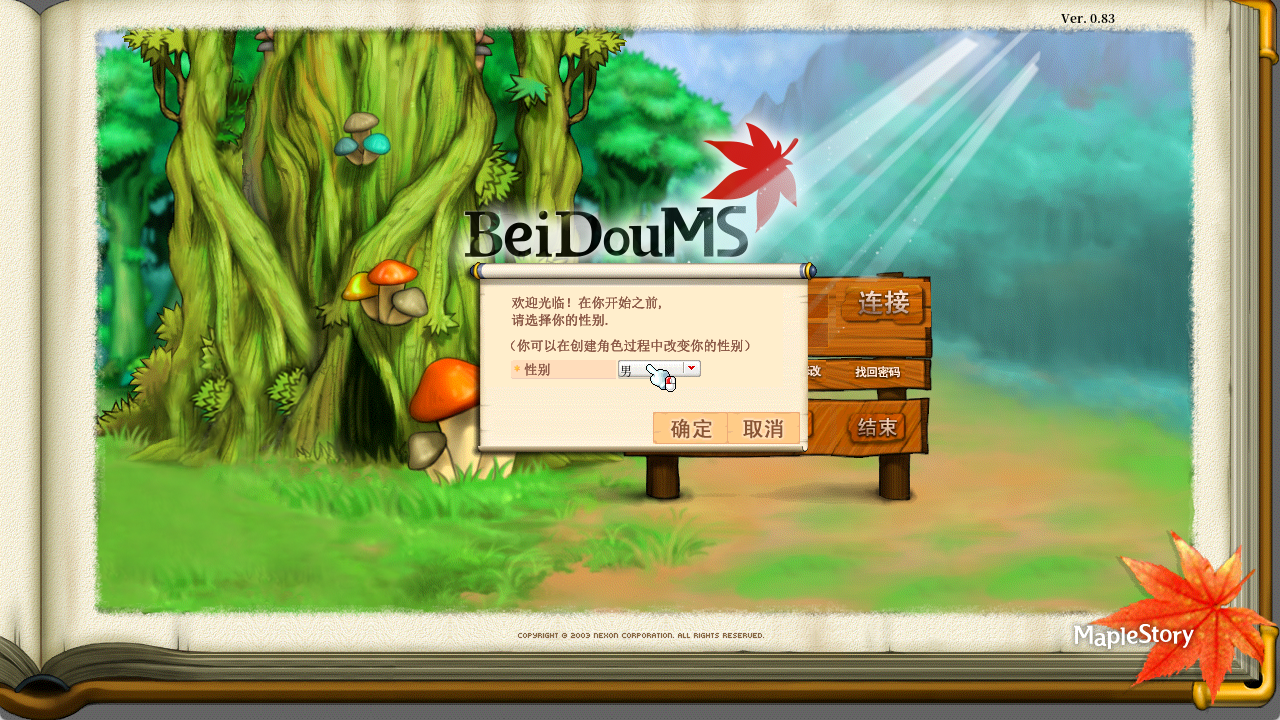 Ver. 0.83
BeiDouMS
欢迎光临！在你开始之前,
请选择你的性别.
（你可以在创建角色过程中改变你的性别）
性别
男
确定
取消
连接
改
找回密码
结束
COPYRIGHT © 2003 NEXON CORPORATION. ALL RIGHTS RESERVED.
MapleStory